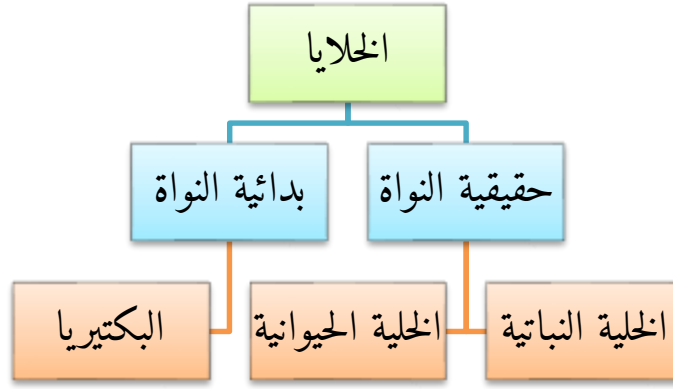 الخلايا
حقيقية النواة
بدائية النواة
الخلية النباتية
الخلية الحيوانية
البكتيريا